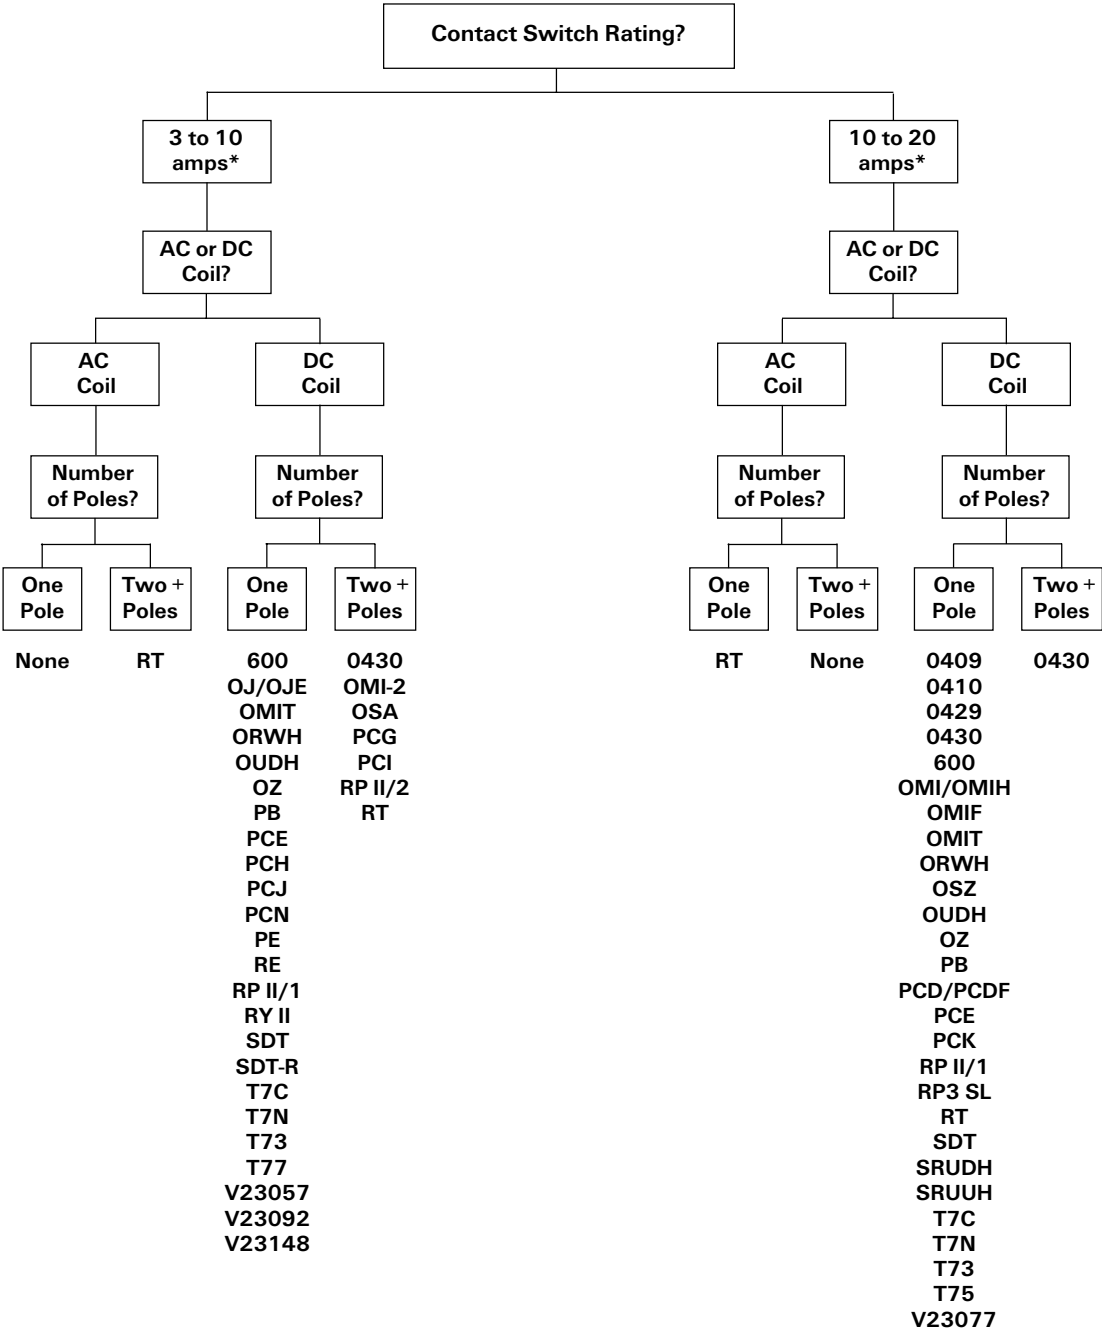 Contact Switch Rating?
3 to 10
amps*
10 to 20
amps*
AC or DC
Coil?
AC or DC
Coil?
AC
Coil
DC
Coil
AC
Coil
DC
Coil
Number
of Poles?
Number
of Poles?
Number
of Poles?
Number
of Poles?
One
Pole
Two +
Poles
One
Pole
Two +
Poles
One
Pole
Two +
Poles
One
Pole
Two +
Poles
None
RT
600
OJ/OJE
OMIT
ORWH
OUDH
OZ
PB
PCE
PCH
PCJ
PCN
PE
RE
RP II/1
RY II
SDT
SDT-R
T7C
T7N
T73
T77
V23057
V23092
V23148
0430
OMI-2
OSA
PCG
PCI
RP II/2
RT
RT
None
0409
0410
0429
0430
600
OMI/OMIH
OMIF
OMIT
ORWH
OSZ
OUDH
OZ
PB
PCD/PCDF
PCE
PCK
RP II/1
RP3 SL
RT
SDT
SRUDH
SRUUH
T7C
T7N
T73
T75
V23077
0430